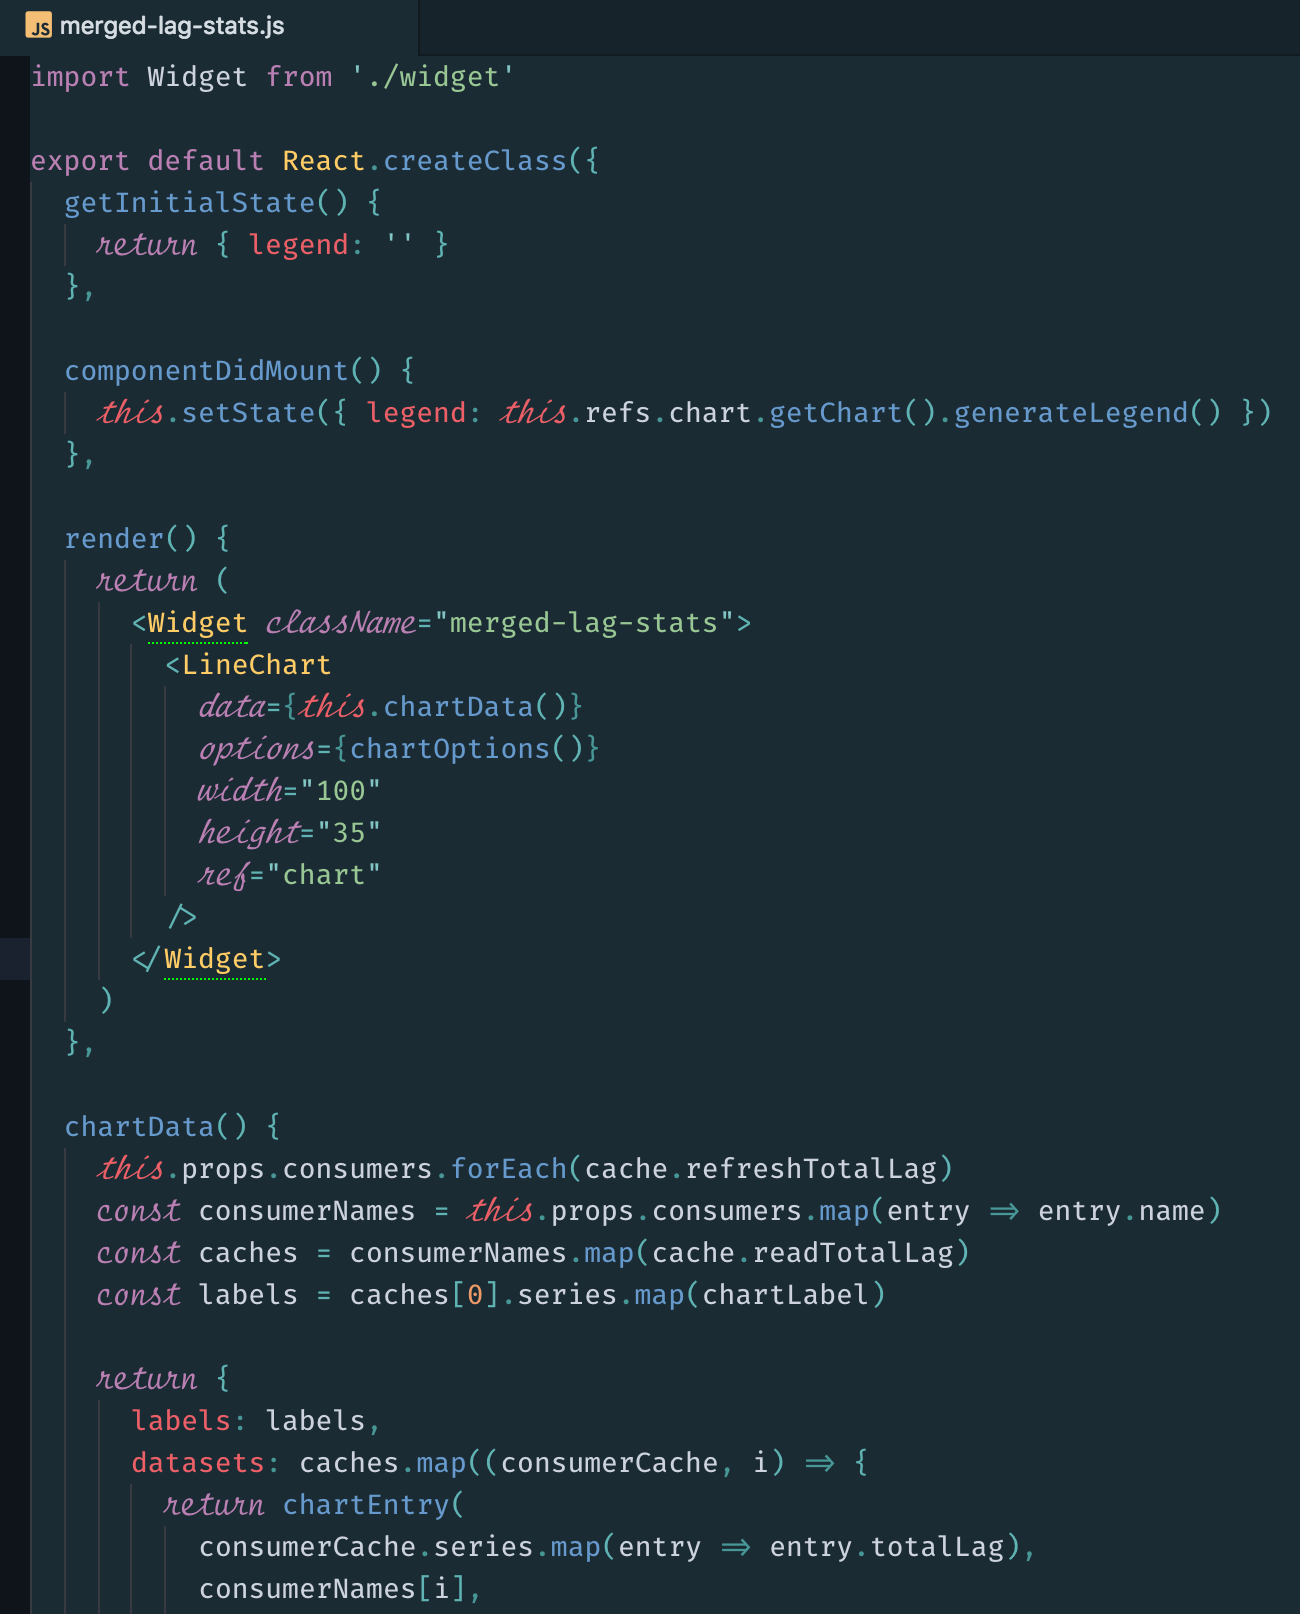 JS merged-lag-stats.js
import Widget from './widget'

export default React.createClass({
  getInitialState() {
    return { legend: '' }
  },

  componentDidMount() {
    this.setState({ legend: this.refs.chart.getChart().generateLegend() })
  },

  render() {
    return (
      <Widget className="merged-lag-stats">
        <LineChart
          data={this.chartData()}
          options={chartOptions()}
          width="100"
          height="35"
          ref="chart"
        />
      </Widget>
    )
  },

  chartData() {
    this.props.consumers.forEach(cache.refreshTotalLag)
    const consumerNames = this.props.consumers.map(entry => entry.name)
    const caches = consumerNames.map(cache.readTotalLag)
    const labels = caches[0].series.map(chartLabel)

    return {
      labels: labels,
      datasets: caches.map((consumerCache, i) => {
        return chartEntry(
          consumerCache.series.map(entry => entry.totalLag),
          consumerNames[i],